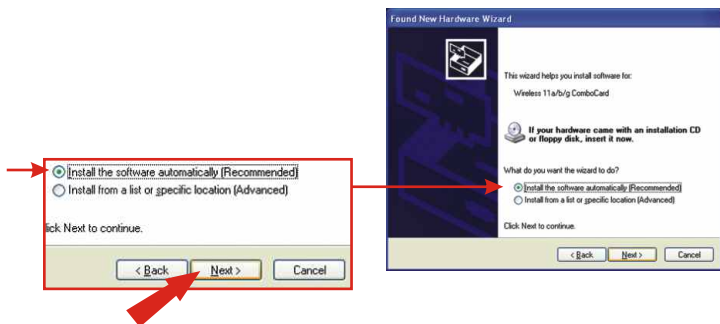 Found New Hardware Wizard
This wizard helps you install software for:
Wireless 11a/b/g ComboCard
If your hardware came with an installation CD
or floppy disk, insert it now.
What do you want the wizard to do?
Install the software automatically (Recommended)
Install from a list or specific location (Advanced)
Click Next to continue.
< Back
Next >
Cancel
Install the software automatically (Recommended)
Install from a list or specific location (Advanced)
lick Next to continue.
< Back
Next >
Cancel